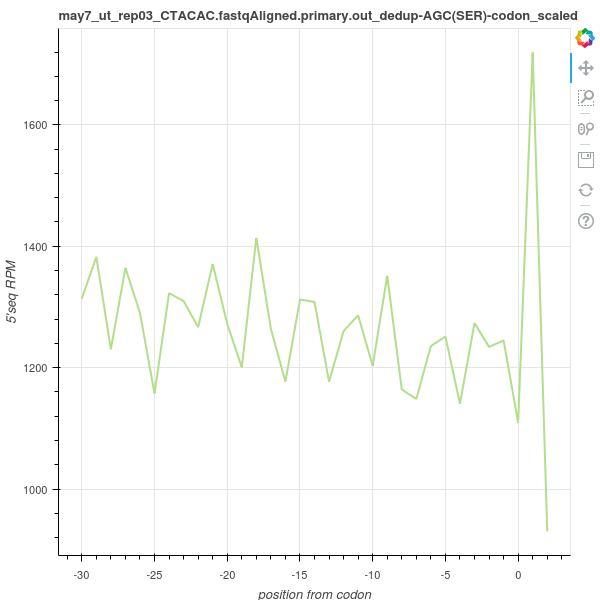 may7_ut_rep03_CTACAC.fastqAligned.primary.out_dedup-AGC(SER)-codon_scaled
1600
1400
1200
1000
5'seq RPM
-30 -25 -20 -15 -10 -5 0
position from codon